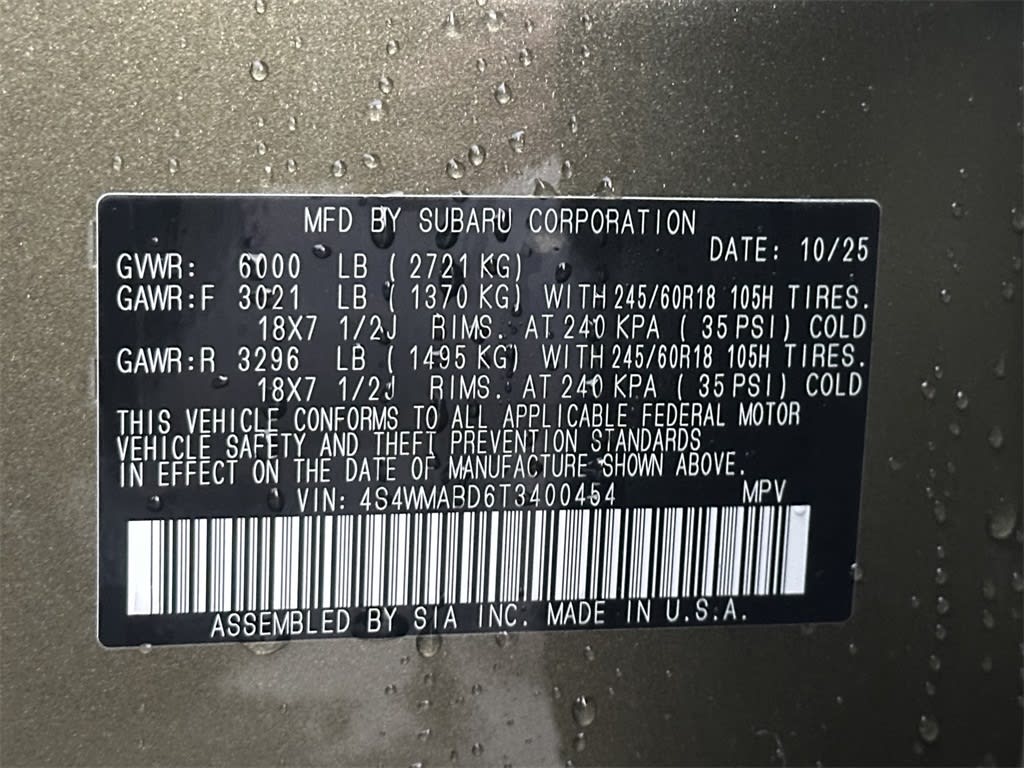 MFD BY SUBARU CORPORATION
DATE: 10/25
GVWR: 6000 LB ( 2721 KG)
GAWR:F 3021 LB ( 1370 KG) WITH 245/60R18 105H TIRES.
18X7 1/2J RIMS. AT 240 KPA ( 35 PSI) COLD
GAWR:R 3296 LB ( 1495 KG) WITH 245/60R18 105H TIRES.
18X7 1/2J RIMS. AT 240 KPA ( 35 PSI) COLD
THIS VEHICLE CONFORMS TO ALL APPLICABLE FEDERAL MOTOR
VEHICLE SAFETY AND THEFT PREVENTION STANDARDS
IN EFFECT ON THE DATE OF MANUFACTURE SHOWN ABOVE.
VIN: 4S4WMABD6T3400454 MPV
ASSEMBLED BY SIA INC. MADE IN U.S.A.